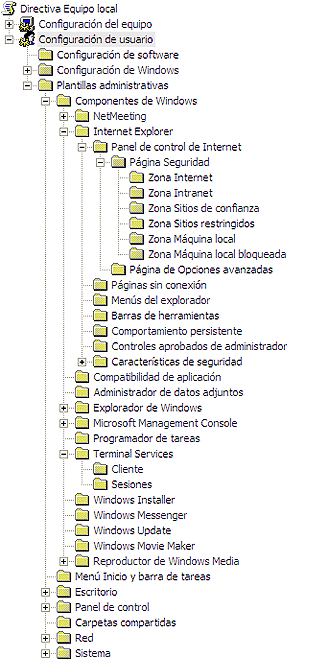 Directiva Equipo local
Configuración del equipo
Configuración de usuario
Configuración de software
Configuración de Windows
Plantillas administrativas
Componentes de Windows
NetMeeting
Internet Explorer
Panel de control de Internet
Página Seguridad
Zona Internet
Zona Intranet
Zona Sitios de confianza
Zona Sitios restringidos
Zona Máquina local
Zona Máquina local bloqueada
Página de Opciones avanzadas
Páginas sin conexión
Menús del explorador
Barras de herramientas
Comportamiento persistente
Controles aprobados de administrador
Características de seguridad
Compatibilidad de aplicación
Administrador de datos adjuntos
Explorador de Windows
Microsoft Management Console
Programador de tareas
Terminal Services
Cliente
Sesiones
Windows Installer
Windows Messenger
Windows Update
Windows Movie Maker
Reproductor de Windows Media
Menú Inicio y barra de tareas
Escritorio
Panel de control
Carpetas compartidas
Red
Sistema